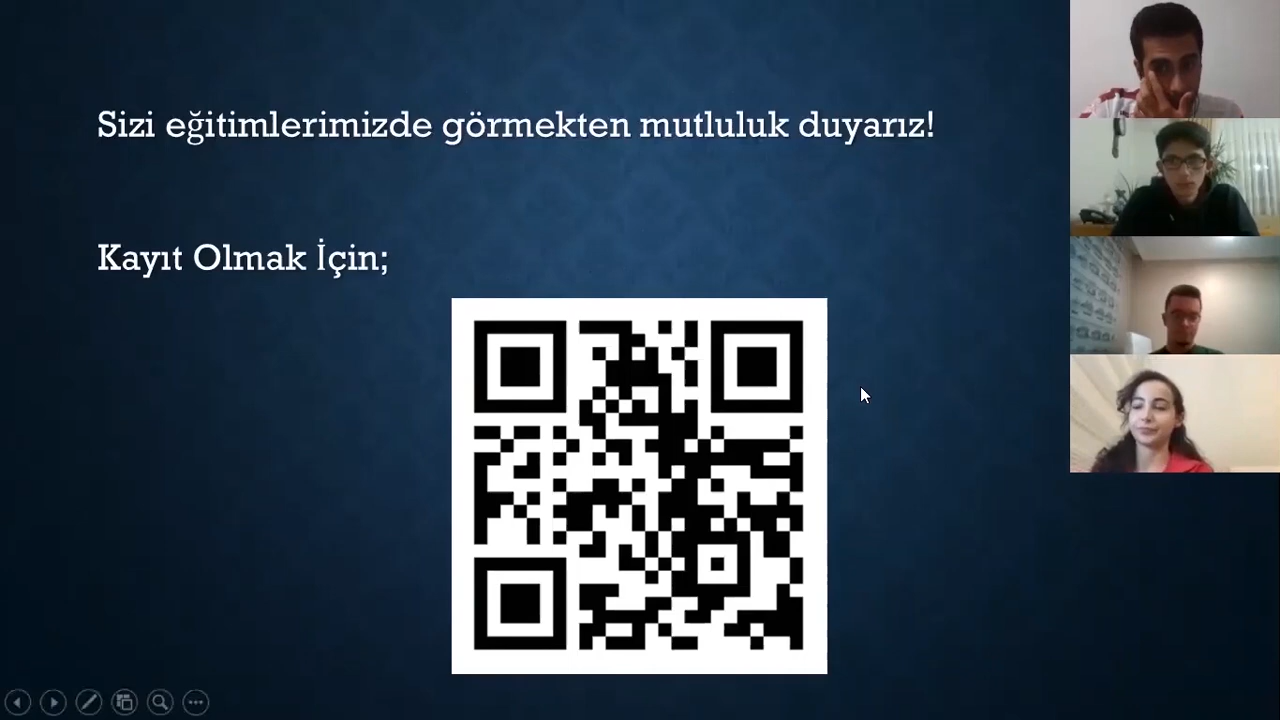 Sizi eğitimlerimizde görmekten mutluluk duyarız!
Kayıt Olmak İçin;